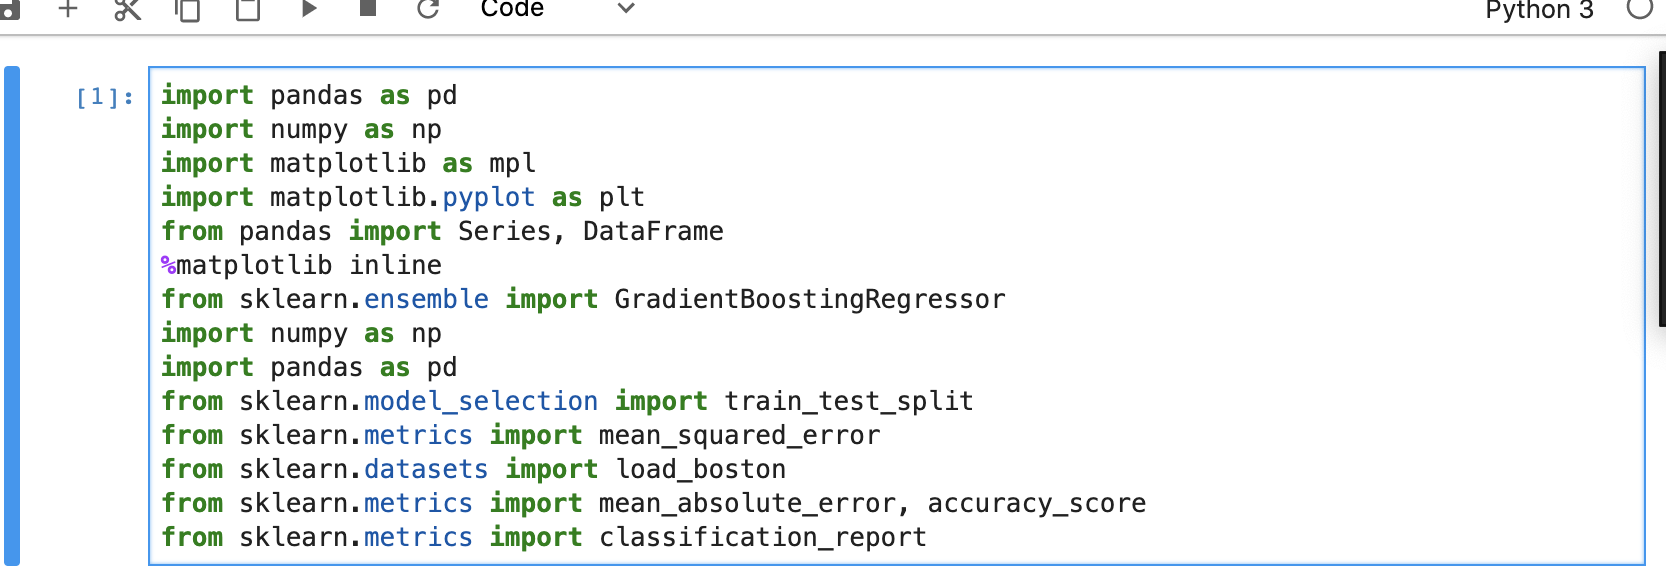 Code
Python 3
[1]:
import pandas as pd
import numpy as np
import matplotlib as mpl
import matplotlib.pyplot as plt
from pandas import Series, DataFrame
%matplotlib inline
from sklearn.ensemble import GradientBoostingRegressor
import numpy as np
import pandas as pd
from sklearn.model_selection import train_test_split
from sklearn.metrics import mean_squared_error
from sklearn.datasets import load_boston
from sklearn.metrics import mean_absolute_error, accuracy_score
from sklearn.metrics import classification_report